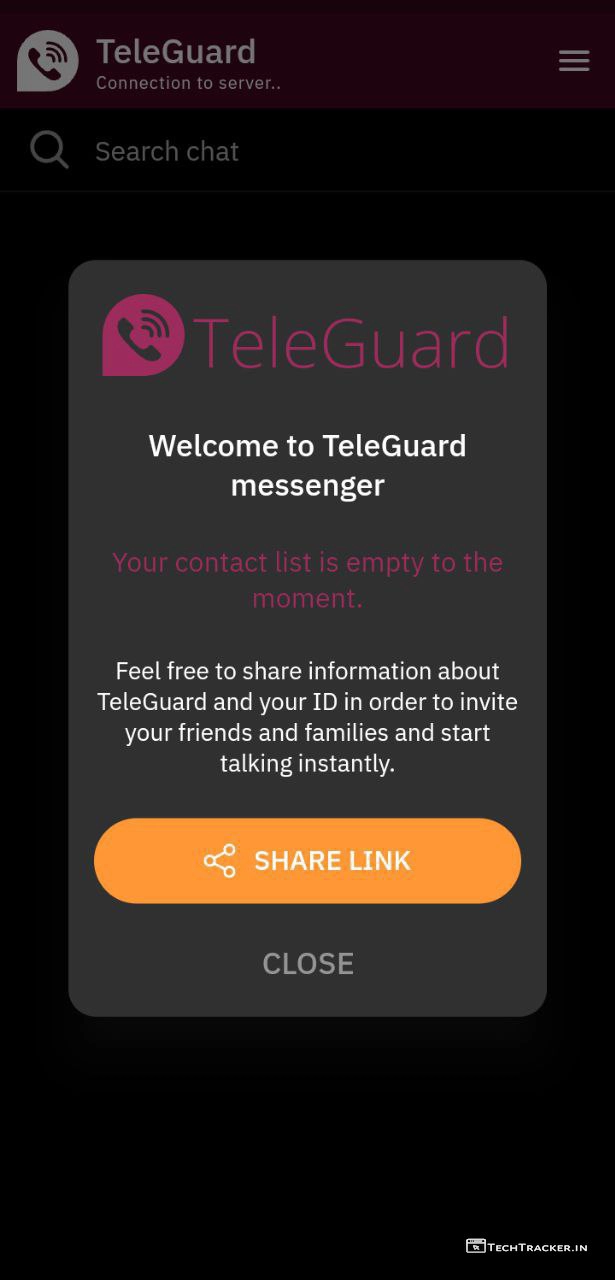 TeleGuard
Connection to server..
Search chat
TeleGuard
Welcome to TeleGuard
messenger
Your contact list is empty to the
moment.
Feel free to share information about
TeleGuard and your ID in order to invite
your friends and families and start
talking instantly.
SHARE LINK
CLOSE
TECHTRACKER.IN